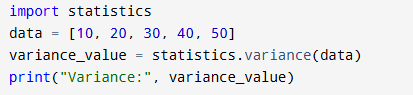 import statistics
data = [10, 20, 30, 40, 50]
variance_value = statistics.variance(data)
print("Variance:", variance_value)